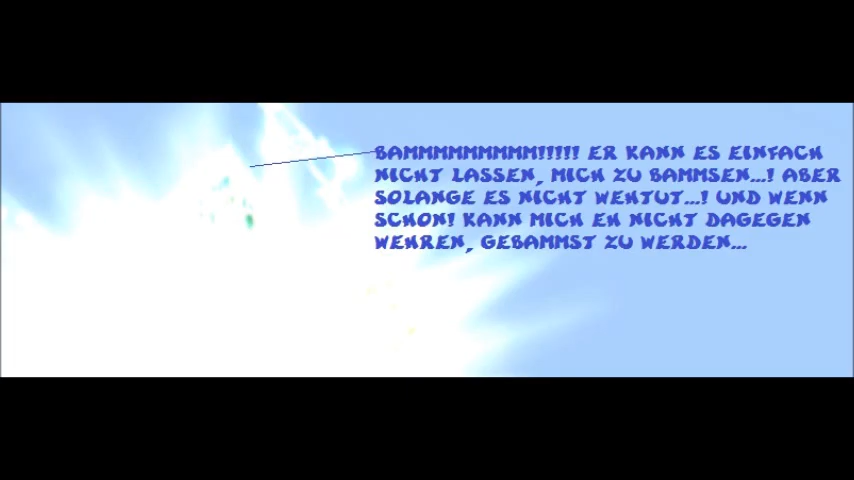 BAMMMMMMMMM!!!!! ER KANN ES EINFACH
NICHT LASSEN, MICH ZU BAMMSEN...! ABER
SOLANGE ES NICHT WEHTUT...! UND WENN
SCHON! KANN MICH EH NICHT DAGEGEN
WEHREN, GEBAMMST ZU WERDEN...